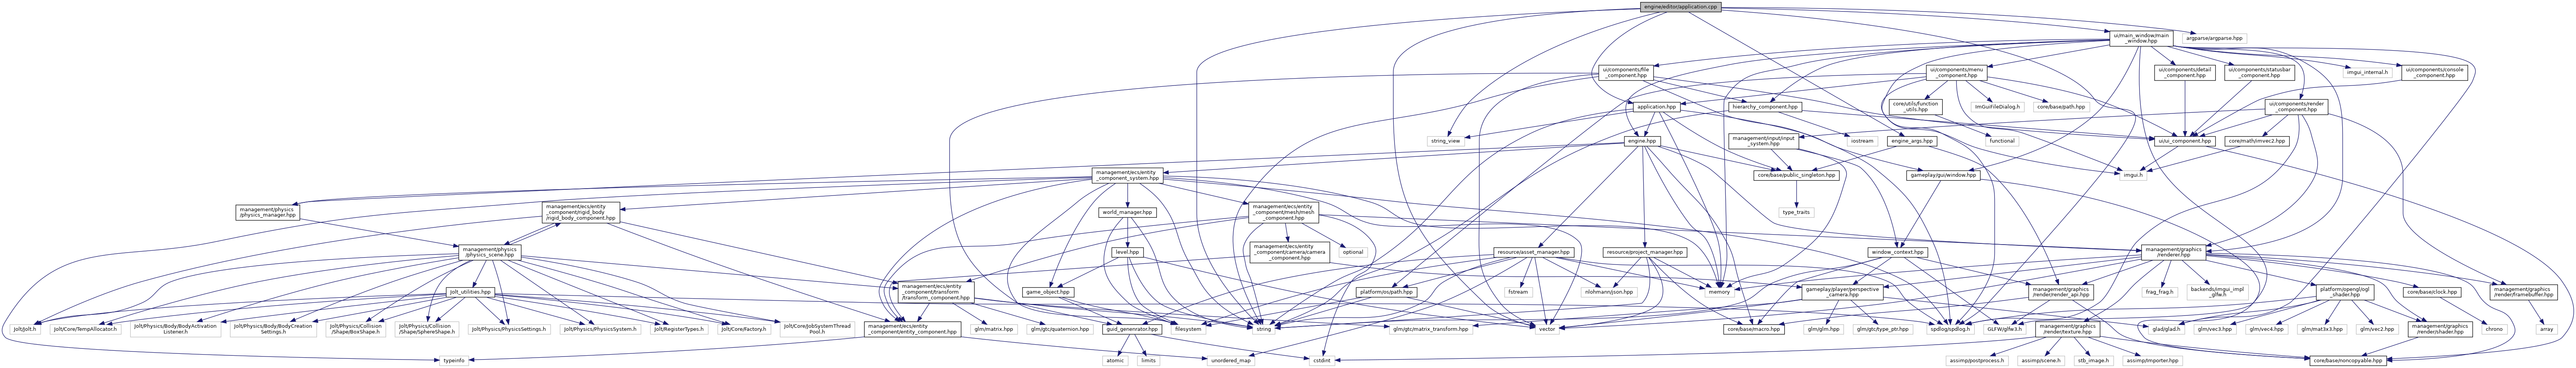 engine/editor/application.cpp
ui/main_window/main
_window.hpp
argparse/argparse.hpp
ui/components/file
_component.hpp
ui/components/menu
_component.hpp
ui/components/detail
_component.hpp
ui/components/statusbar
_component.hpp
imgui_internal.h
ui/components/console
_component.hpp
application.hpp
hierarchy_component.hpp
core/utils/function
_utils.hpp
ImGuiFileDialog.h
core/base/path.hpp
ui/components/render
_component.hpp
string_view
engine.hpp
management/input/input
_system.hpp
iostream
engine_args.hpp
functional
ui/ui_component.hpp
core/math/imvec2.hpp
management/ecs/entity
_component_system.hpp
core/base/public_singleton.hpp
gameplay/gui/window.hpp
imgui.h
management/physics
/physics_manager.hpp
management/ecs/entity
_component/rigid_body
/rigid_body_component.hpp
world_manager.hpp
management/ecs/entity
_component/mesh/mesh
_component.hpp
type_traits
management/physics
/physics_scene.hpp
level.hpp
management/ecs/entity
_component/camera/camera
_component.hpp
optional
resource/asset_manager.hpp
resource/project_manager.hpp
window_context.hpp
management/graphics
/renderer.hpp
Jolt_utilities.hpp
management/ecs/entity
_component/transform
/transform_component.hpp
game_object.hpp
platform/os/path.hpp
fstream
nlohmann/json.hpp
memory
gameplay/player/perspective
_camera.hpp
management/graphics
/render/render_api.hpp
frag_frag.h
backends/imgui_impl
_glfw.h
platform/opengl/ogl
_shader.hpp
core/base/clock.hpp
management/graphics
/render/framebuffer.hpp
Jolt/Jolt.h
Jolt/Core/TempAllocator.h
Jolt/Physics/Body/BodyActivation
Listener.h
Jolt/Physics/Body/BodyCreation
Settings.h
Jolt/Physics/Collision
/Shape/BoxShape.h
Jolt/Physics/Collision
/Shape/SphereShape.h
Jolt/Physics/PhysicsSettings.h
Jolt/Physics/PhysicsSystem.h
Jolt/RegisterTypes.h
Jolt/Core/Factory.h
Jolt/Core/JobSystemThread
Pool.h
management/ecs/entity
_component/entity_component.hpp
glm/matrix.hpp
glm/gtc/quaternion.hpp
guid_generator.hpp
filesystem
string
glm/gtc/matrix_transform.hpp
vector
core/base/macro.hpp
glm/glm.hpp
glm/gtc/type_ptr.hpp
spdlog/spdlog.h
GLFW/glfw3.h
management/graphics
/render/texture.hpp
glad/glad.h
glm/vec3.hpp
glm/vec4.hpp
glm/mat3x3.hpp
glm/vec2.hpp
management/graphics
/render/shader.hpp
chrono
array
typeinfo
atomic
limits
unordered_map
cstdint
assimp/postprocess.h
assimp/scene.h
stb_image.h
assimp/Importer.hpp
core/base/noncopyable.hpp